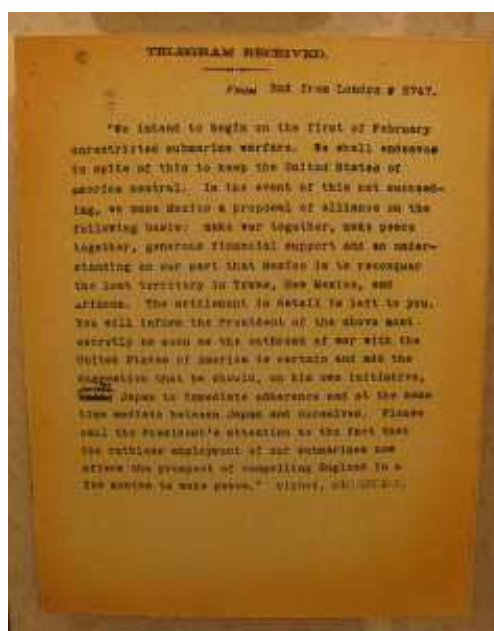 TELEGRAM RECEIVED.
FROM 2nd from London # 5747.
"We intend to begin on the first of February
unrestricted submarine warfare. We shall endeavor
in spite of this to keep the United States of
america neutral. In the event of this not succeed-
ing, we make Mexico a proposal of alliance on the
following basis: make war together, make peace
together, generous financial support and an under-
standing on our part that Mexico is to reconquer
the lost territory in Texas, New Mexico, and
arizona. The settlement in detail is left to you.
You will inform the President of the above most
secretly as soon as the outbreak of war with the
United States of America is certain and add the
suggestion that he should, on his own initiative,
Japan to immediate adherence and at the same
time mediate between Japan and ourselves. Please
call the President's attention to the fact that
the ruthless employment of our submarines now
offers the prospect of compelling England in a
few months to make peace." Signed,